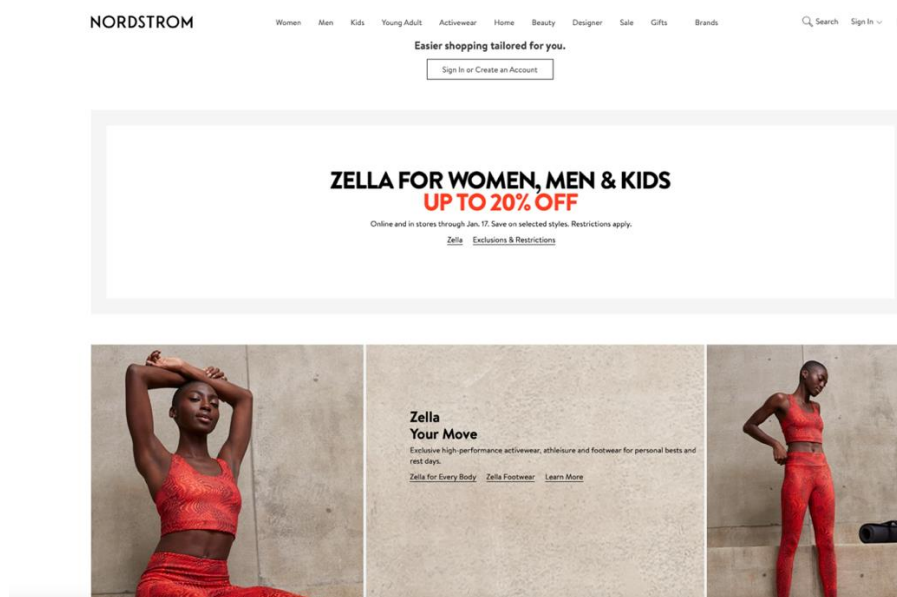 NORDSTROM
Women Men Kids Young Adult Activewear Home Beauty Designer Sale Gifts Brands
Search Sign In
Easier shopping tailored for you.
Sign In or Create an Account
ZELLA FOR WOMEN, MEN & KIDS
UP TO 20% OFF
Online and in stores through Jan. 17. Save on selected styles. Restrictions apply.
Zella Exclusions & Restrictions
Zella
Your Move
Exclusive high-performance activewear, athleisure and footwear for personal bests and
rest days.
Zella for Every Body Zella Footwear Learn More